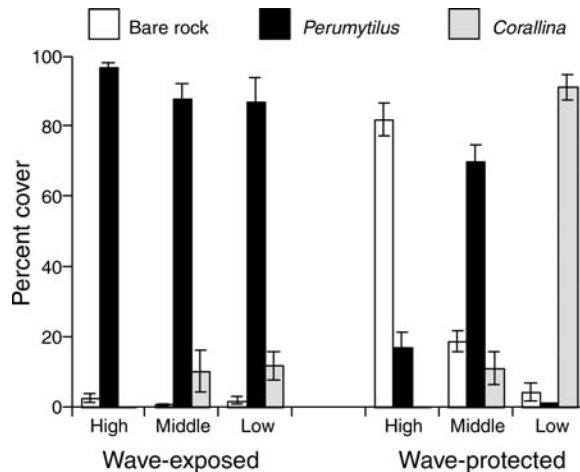 Bare rock Perumytilus Corallina
Percent cover
100
80
60
40
20
0
High Middle Low High Middle Low
Wave-exposed Wave-protected